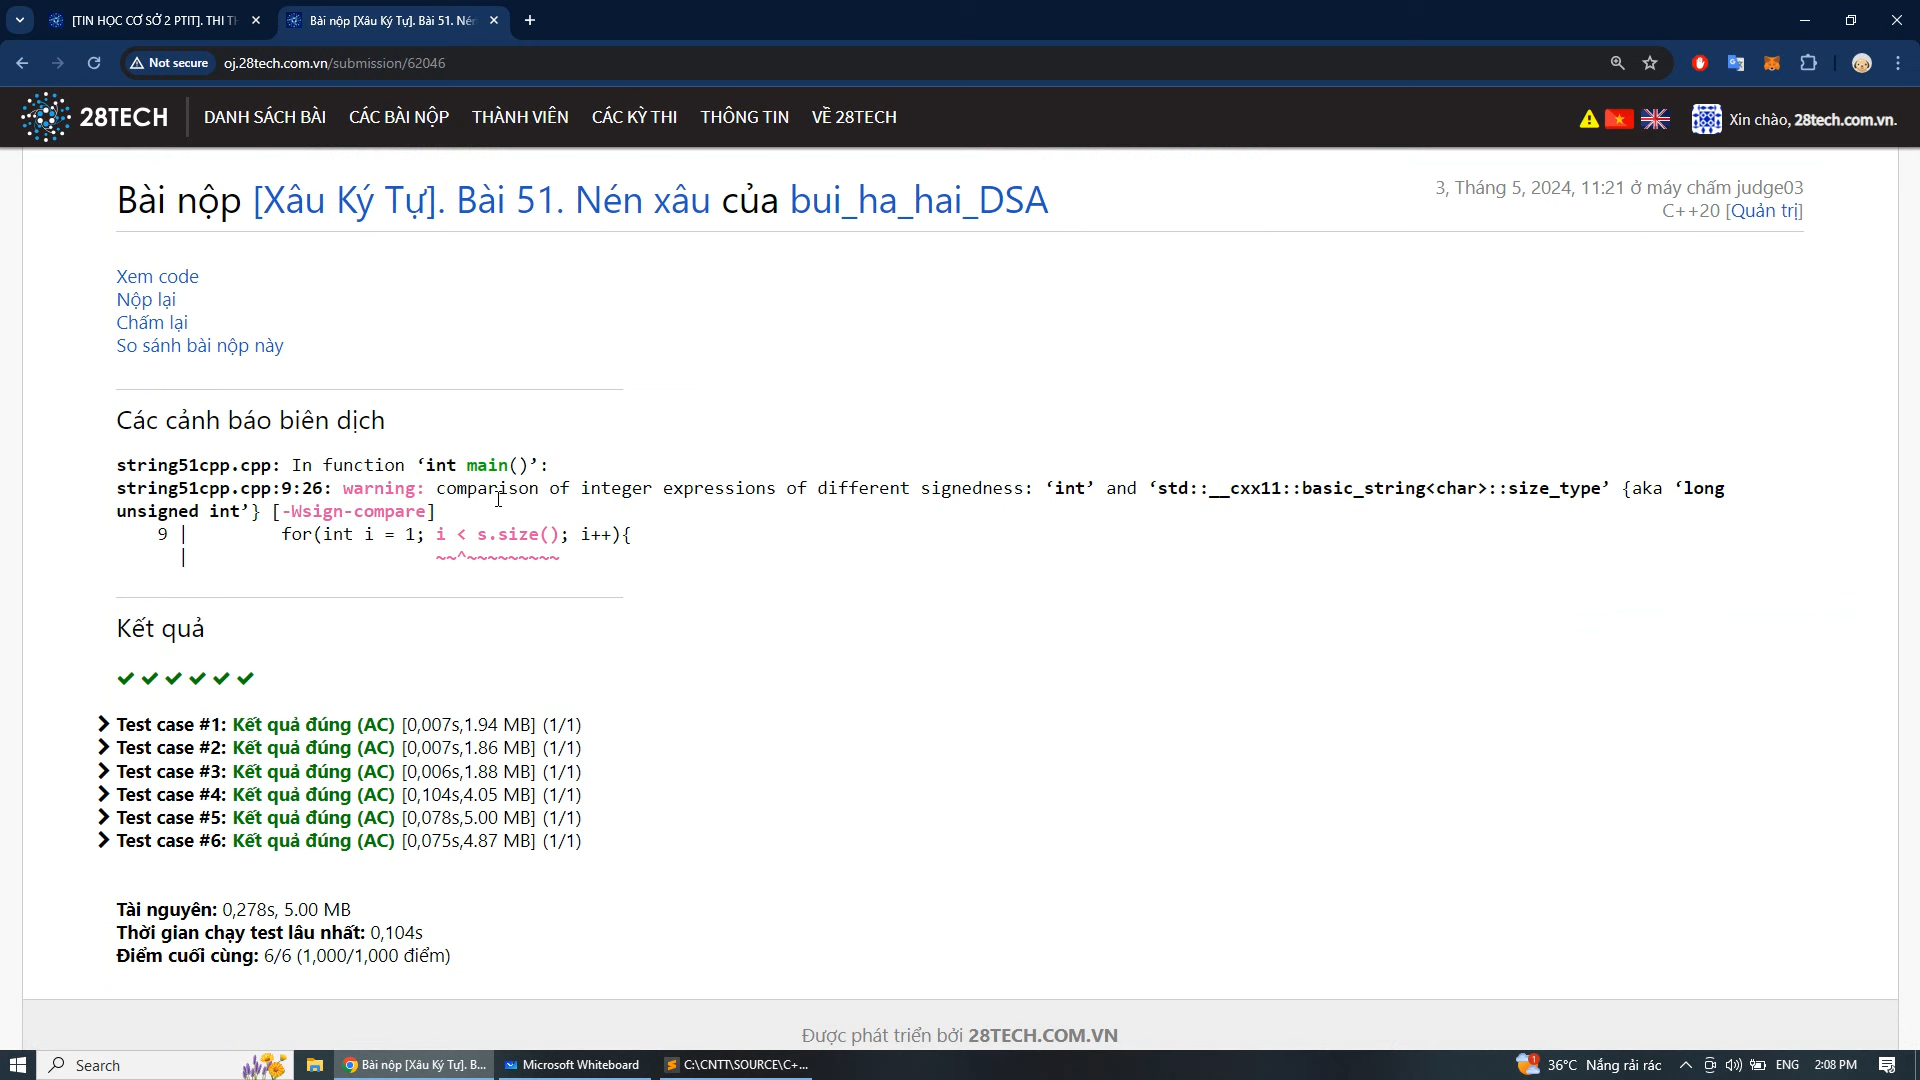 [TIN HỌC CƠ SỞ 2 PTIT]. THI T
Bài nộp [Xâu Ký Tự]. Bài 51. Nén
Not secure
oj.28tech.com.vn/submission/62046
28TECH
DANH SÁCH BÀI
CÁC BÀI NỘP
THÀNH VIÊN
CÁC KỲ THI
THÔNG TIN
VỀ 28TECH
Xin chào, 28tech.com.vn.
Bài nộp [Xâu Ký Tự]. Bài 51. Nén xâu của bui_ha_hai_DSA
3, Tháng 5, 2024, 11:21 ở máy chấm judge03
C++20 [Quản trị]
Xem code
Nộp lại
Chấm lại
So sánh bài nộp này
Các cảnh báo biên dịch
string51cpp.cpp: In function ‘int main()’:
string51cpp.cpp:9:26: warning: comparison of integer expressions of different signedness: ‘int’ and ‘std::__cxx11::basic_string<char>::size_type’ {aka ‘long
unsigned int’} [-Wsign-compare]
9 | for(int i = 1; i < s.size(); i++){
| ~~^~~~~~~~~~
Kết quả
Test case #1: Kết quả đúng (AC) [0,007s,1.94 MB] (1/1)
Test case #2: Kết quả đúng (AC) [0,007s,1.86 MB] (1/1)
Test case #3: Kết quả đúng (AC) [0,006s,1.88 MB] (1/1)
Test case #4: Kết quả đúng (AC) [0,104s,4.05 MB] (1/1)
Test case #5: Kết quả đúng (AC) [0,078s,5.00 MB] (1/1)
Test case #6: Kết quả đúng (AC) [0,075s,4.87 MB] (1/1)
Tài nguyên: 0,278s, 5.00 MB
Thời gian chạy test lâu nhất: 0,104s
Điểm cuối cùng: 6/6 (1,000/1,000 điểm)
Được phát triển bởi 28TECH.COM.VN
Search
Bài nộp [Xâu Ký Tự]. B...
Microsoft Whiteboard
C:\CNTT\SOURCE\C+...
1
36°C Nắng rải rác
ENG
2:08 PM